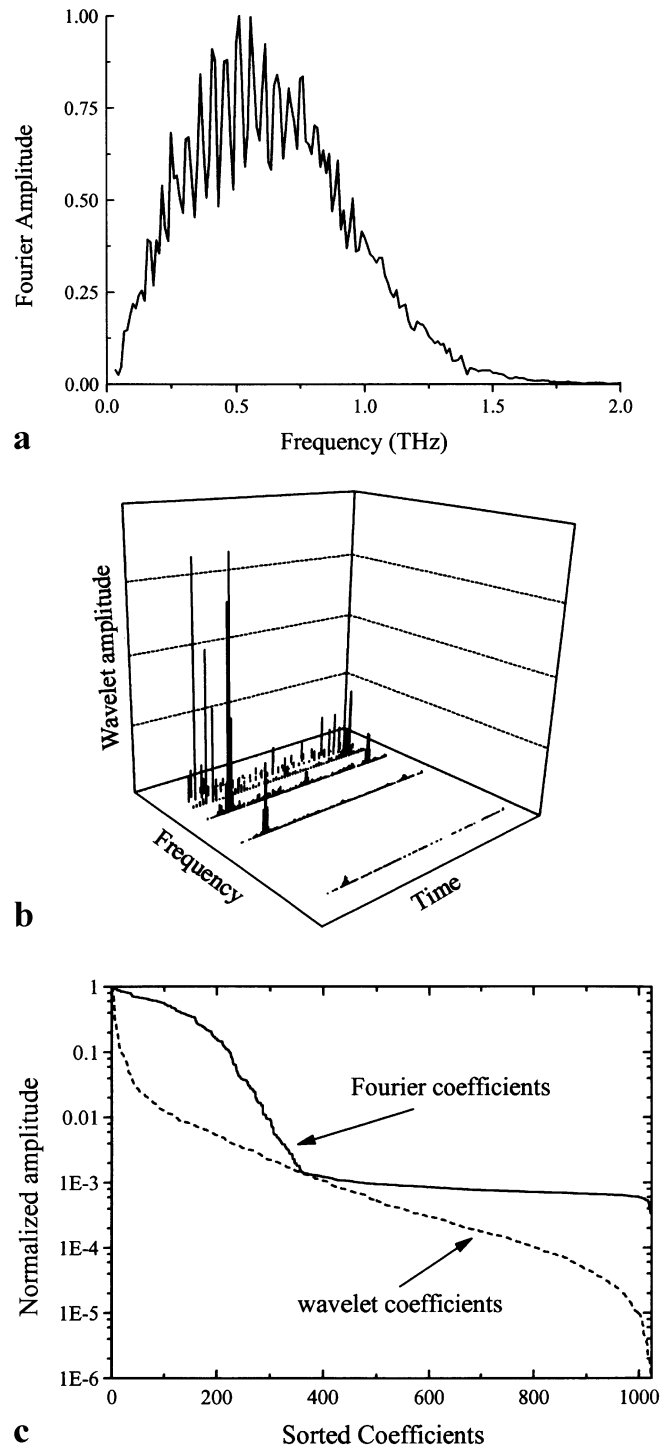 1.00
0.75
0.50
0.25
0.00
Fourier Amplitude
0.0 0.5 1.0 1.5 2.0
Frequency (THz)
a
Wavelet amplitude
Frequency
Time
b
1
0.1
0.01
1E-3
1E-4
1E-5
1E-6
Normalized amplitude
Fourier coefficients
wavelet coefficients
0 200 400 600 800 1000
Sorted Coefficients
c